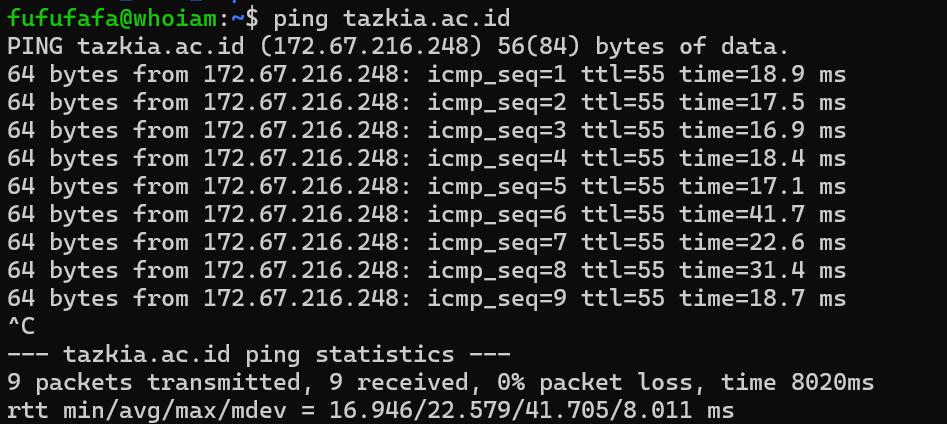 fufufafa@whoiam:~$ ping tazkia.ac.id
PING tazkia.ac.id (172.67.216.248) 56(84) bytes of data.
64 bytes from 172.67.216.248: icmp_seq=1 ttl=55 time=18.9 ms
64 bytes from 172.67.216.248: icmp_seq=2 ttl=55 time=17.5 ms
64 bytes from 172.67.216.248: icmp_seq=3 ttl=55 time=16.9 ms
64 bytes from 172.67.216.248: icmp_seq=4 ttl=55 time=18.4 ms
64 bytes from 172.67.216.248: icmp_seq=5 ttl=55 time=17.1 ms
64 bytes from 172.67.216.248: icmp_seq=6 ttl=55 time=41.7 ms
64 bytes from 172.67.216.248: icmp_seq=7 ttl=55 time=22.6 ms
64 bytes from 172.67.216.248: icmp_seq=8 ttl=55 time=31.4 ms
64 bytes from 172.67.216.248: icmp_seq=9 ttl=55 time=18.7 ms
^C
--- tazkia.ac.id ping statistics ---
9 packets transmitted, 9 received, 0% packet loss, time 8020ms
rtt min/avg/max/mdev = 16.946/22.579/41.705/8.011 ms